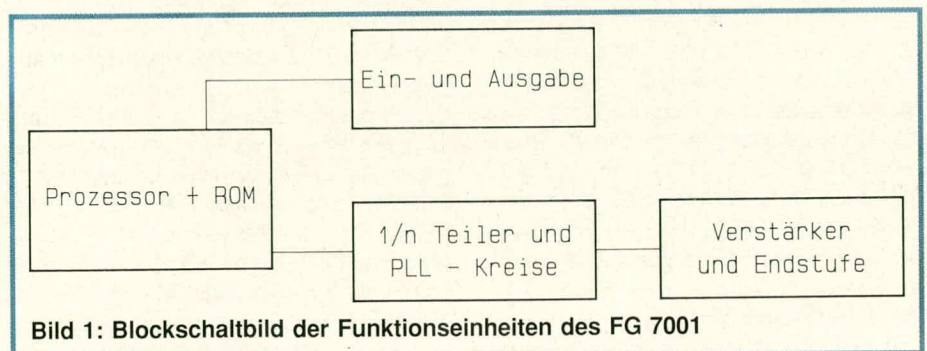 Ein- und Ausgabe
Prozessor + ROM
1/n Teiler und
PLL - Kreise
Verstärker
und Endstufe
Bild 1: Blockschaltbild der Funktionseinheiten des FG 7001